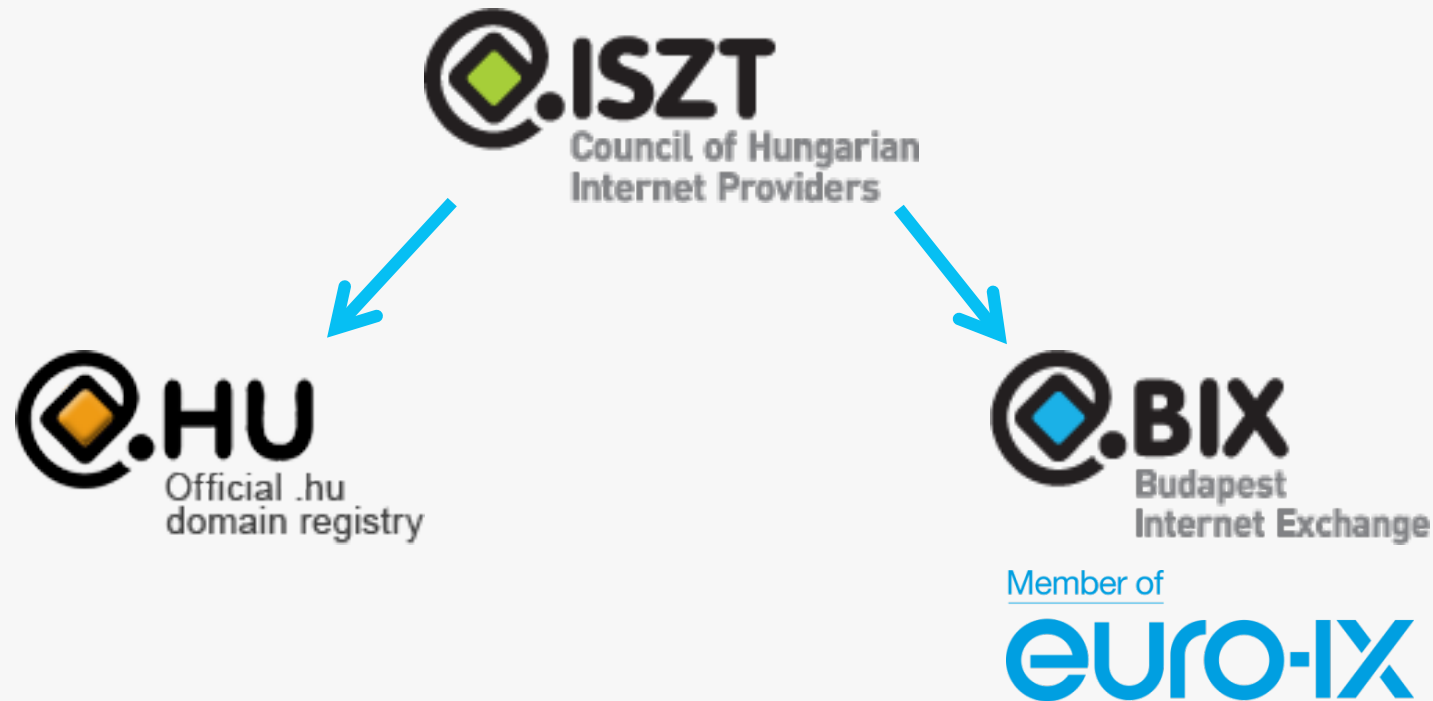 .ISZT
Council of Hungarian
Internet Providers
.HU
Official .hu
domain registry
.BIX
Budapest
Internet Exchange
Member of
euro-IX